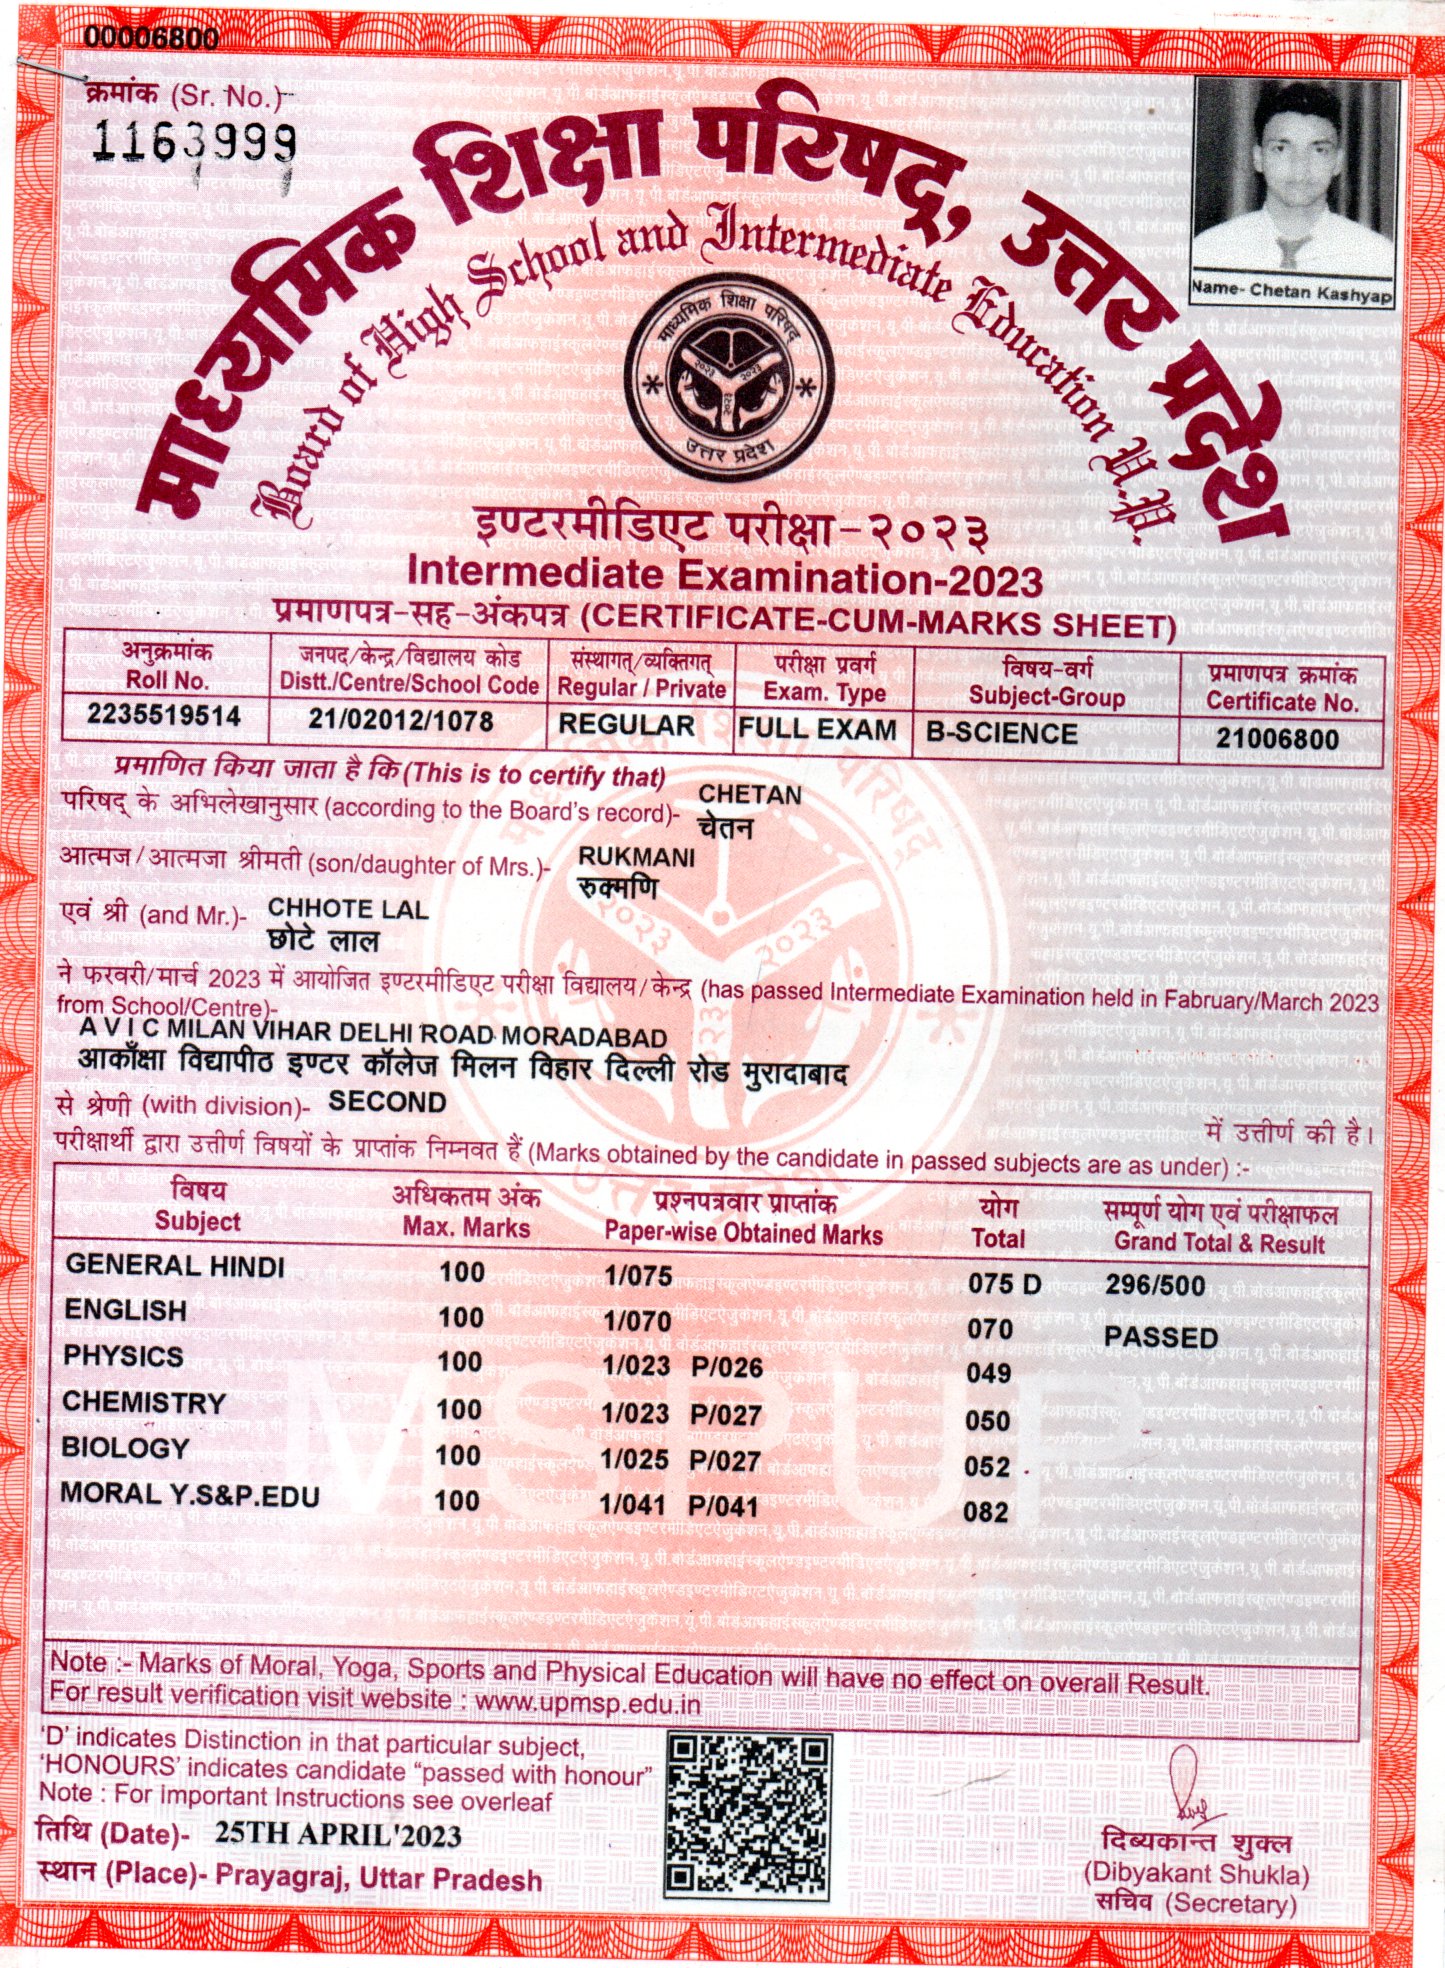 00006800
क्रमांक (Sr. No.)
1163999
माध्यमिक शिक्षा परिषद्, उत्तर प्रदेश
Board of High School and Intermediate Education U.P.
Name- Chetan Kashyap
माध्यमिक शिक्षा परिषद
२०२३ २०२३ २०२३
उत्तर प्रदेश
इण्टरमीडिएट परीक्षा-२०२३
Intermediate Examination-2023
प्रमाणपत्र-सह-अंकपत्र (CERTIFICATE-CUM-MARKS SHEET)
अनुक्रमांक जनपद/केन्द्र/विद्यालय कोड संस्थागत्/व्यक्तिगत् परीक्षा प्रवर्ग विषय-वर्ग प्रमाणपत्र क्रमांक
Roll No. Distt./Centre/School Code Regular / Private Exam. Type Subject-Group Certificate No.
2235519514 21/02012/1078 REGULAR FULL EXAM B-SCIENCE 21006800
प्रमाणित किया जाता है कि (This is to certify that)
परिषद् के अभिलेखानुसार (according to the Board's record)- CHETAN
चेतन
आत्मज/आत्मजा श्रीमती (son/daughter of Mrs.)- RUKMANI
रुक्मणि
एवं श्री (and Mr.)- CHHOTE LAL
छोटे लाल
ने फरवरी/मार्च 2023 में आयोजित इण्टरमीडिएट परीक्षा विद्यालय/केन्द्र (has passed Intermediate Examination held in Fabruary/March 2023
from School/Centre)-
A V I C MILAN VIHAR DELHI ROAD MORADABAD
आकाँक्षा विद्यापीठ इण्टर कॉलेज मिलन विहार दिल्ली रोड मुरादाबाद
से श्रेणी (with division)- SECOND
में उत्तीर्ण की है।
परीक्षार्थी द्वारा उत्तीर्ण विषयों के प्राप्तांक निम्नवत हैं (Marks obtained by the candidate in passed subjects are as under) :-
विषय अधिकतम अंक प्रश्नपत्रवार प्राप्तांक योग सम्पूर्ण योग एवं परीक्षाफल
Subject Max. Marks Paper-wise Obtained Marks Total Grand Total & Result
GENERAL HINDI 100 1/075 075 D 296/500
ENGLISH 100 1/070 070 PASSED
PHYSICS 100 1/023 P/026 049
CHEMISTRY 100 1/023 P/027 050
BIOLOGY 100 1/025 P/027 052
MORAL Y.S&P.EDU 100 1/041 P/041 082
MSPUP
Note :- Marks of Moral, Yoga, Sports and Physical Education will have no effect on overall Result.
For result verification visit website : www.upmsp.edu.in
'D' indicates Distinction in that particular subject,
'HONOURS' indicates candidate "passed with honour"
Note : For Important Instructions see overleaf
तिथि (Date)- 25TH APRIL'2023
स्थान (Place)- Prayagraj, Uttar Pradesh
दिब्यकान्त शुक्ल
(Dibyakant Shukla)
सचिव (Secretary)